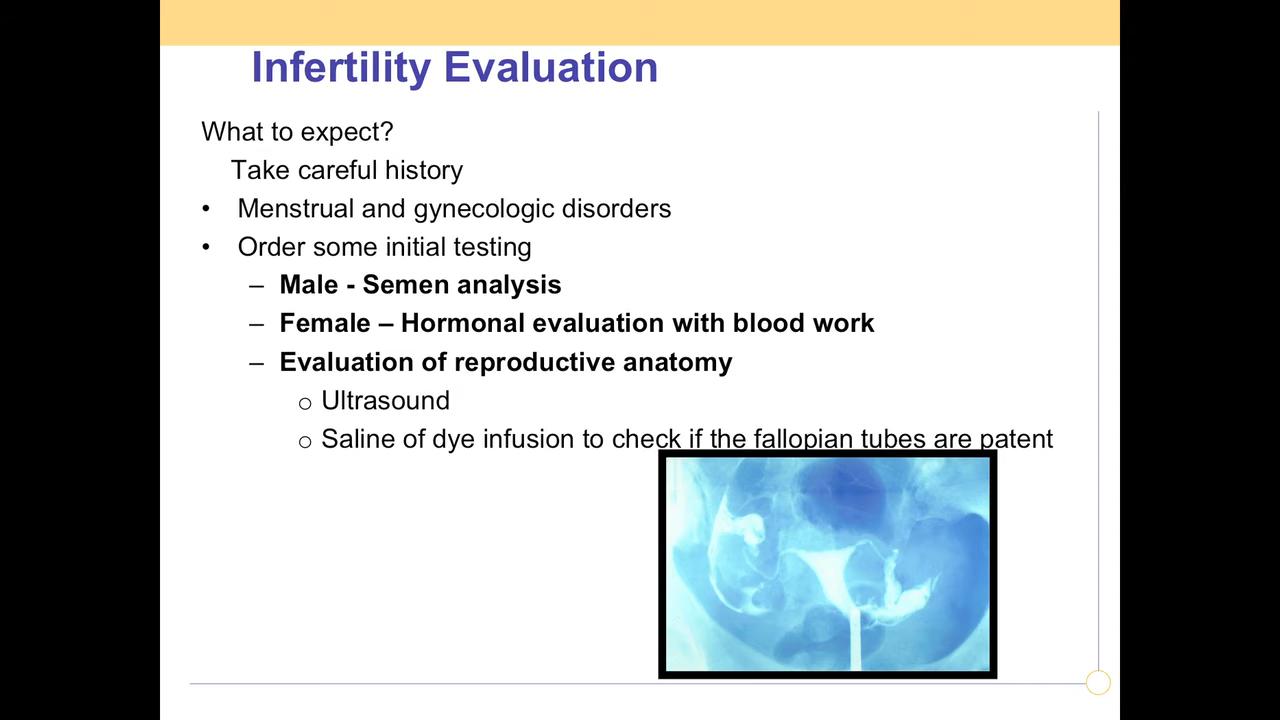 Infertility Evaluation
What to expect?
Take careful history
• Menstrual and gynecologic disorders
• Order some initial testing
– Male - Semen analysis
– Female – Hormonal evaluation with blood work
– Evaluation of reproductive anatomy
o Ultrasound
o Saline of dye infusion to check if the fallopian tubes are patent